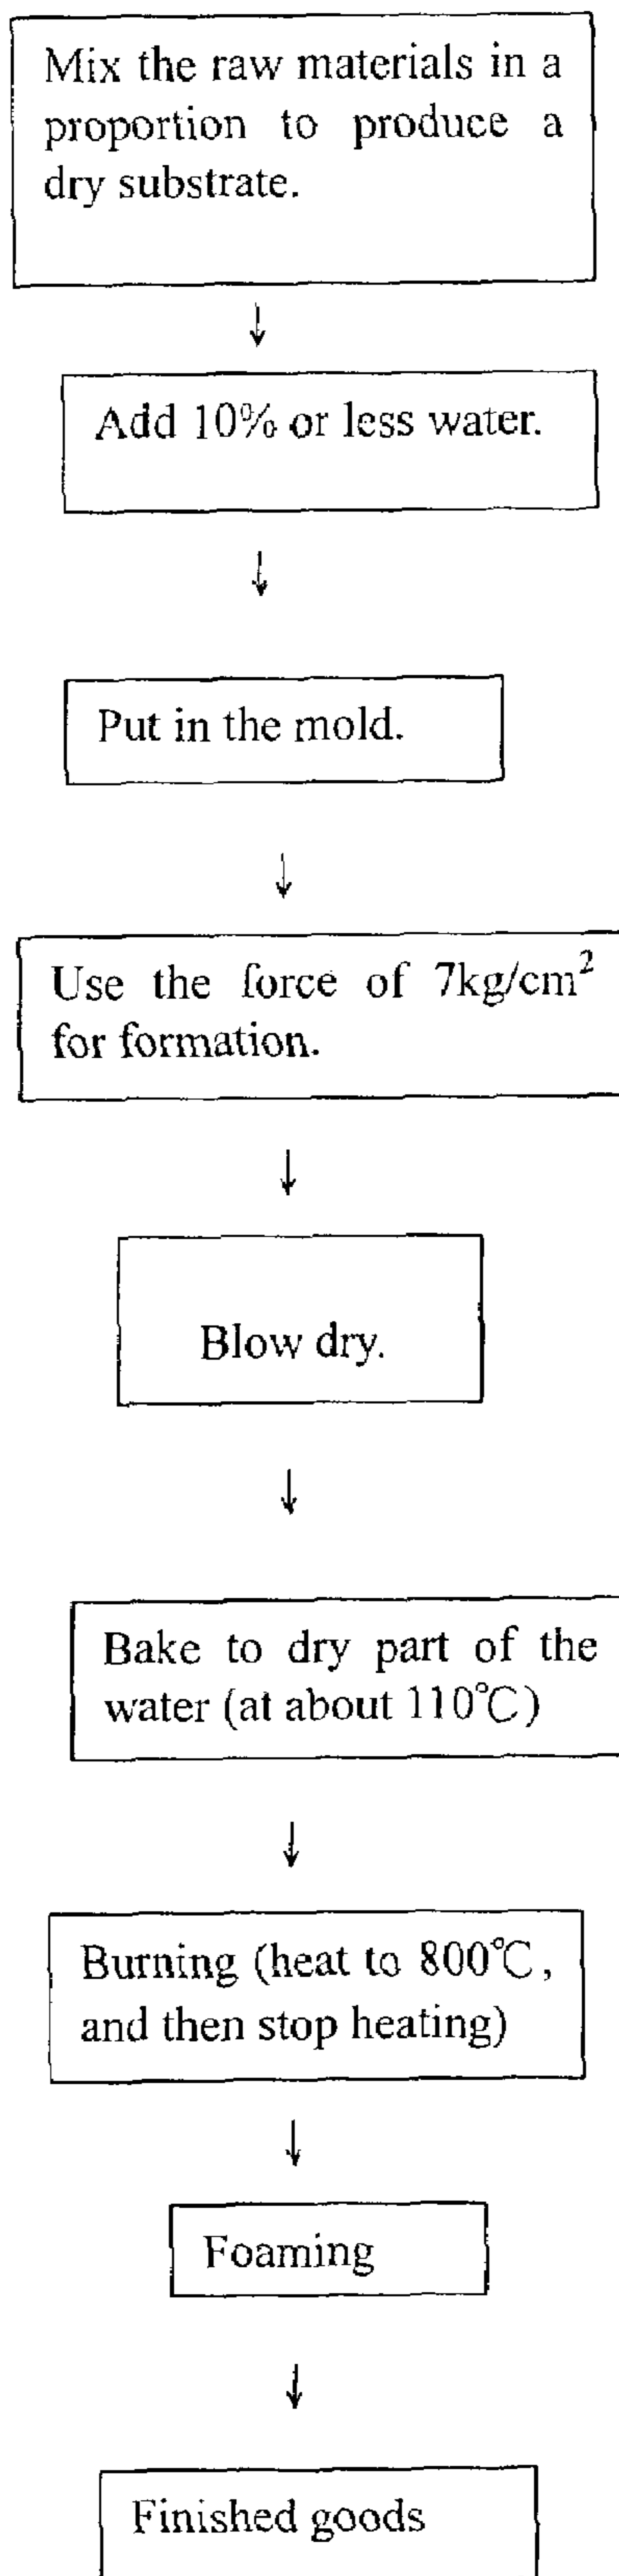 Mix the raw materials in a
proportion to produce a
dry substrate.
Add 10% or less water.
Put in the mold.
Use the force of 7kg/cm²
for formation.
Blow dry.
Bake to dry part of the
water (at about 110℃)
Burning (heat to 800℃,
and then stop heating)
Foaming
Finished goods